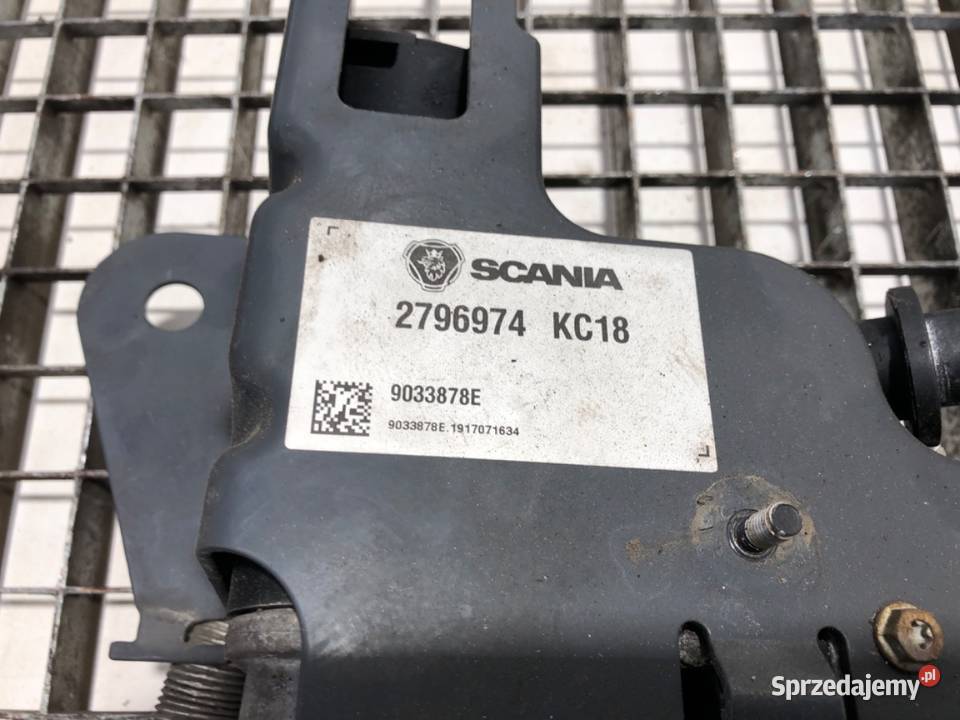 SCANIA
2796974 KC18
9033878E
9033878E.1917071634
Sprzedajemy.pl